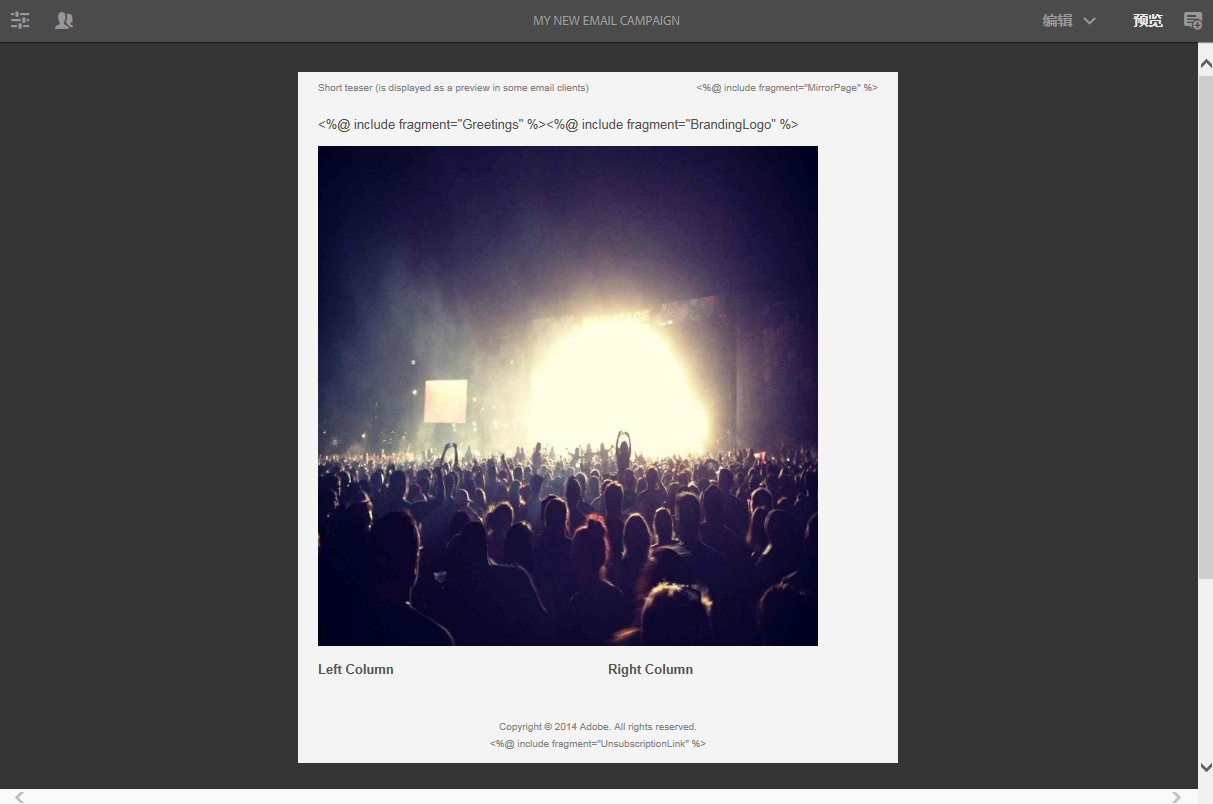 MY NEW EMAIL CAMPAIGN
编辑
预览
Short teaser (is displayed as a preview in some email clients)
<%@ include fragment="MirrorPage" %>
<%@ include fragment="Greetings" %><%@ include fragment="BrandingLogo" %>
Left Column
Right Column
Copyright © 2014 Adobe. All rights reserved.
<%@ include fragment="UnsubscriptionLink" %>